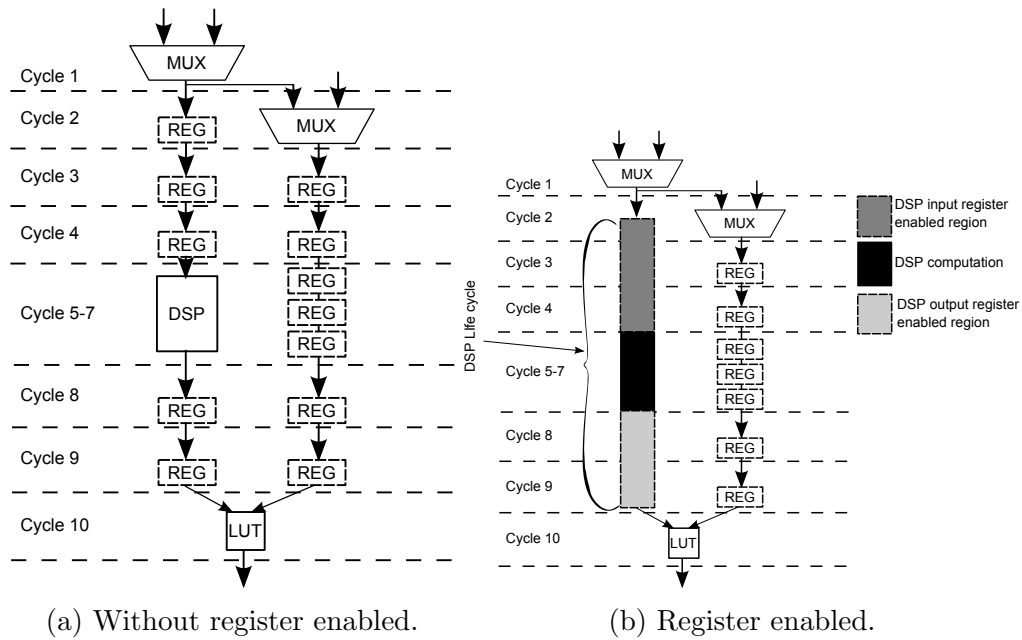 MUX
Cycle 1
Cycle 2
REG
MUX
Cycle 3
REG
REG
Cycle 4
REG
REG
Cycle 5-7
DSP
REG
REG
REG
Cycle 8
REG
REG
Cycle 9
REG
REG
Cycle 10
LUT
(a) Without register enabled.
MUX
Cycle 1
Cycle 2
MUX
Cycle 3
REG
Cycle 4
REG
DSP LIfe cycle
Cycle 5-7
REG
REG
REG
Cycle 8
REG
Cycle 9
REG
Cycle 10
LUT
DSP input register
enabled region
DSP computation
DSP output register
enabled region
(b) Register enabled.